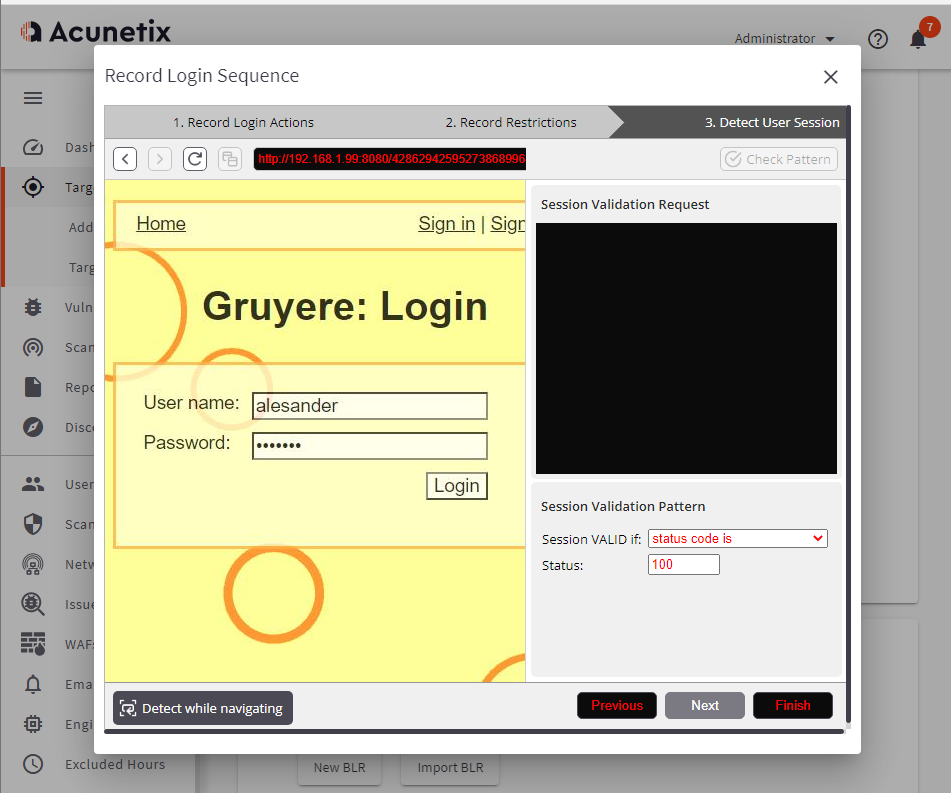 Acunetix
Administrator
7
Record Login Sequence
1. Record Login Actions
2. Record Restrictions
3. Detect User Session
http://192.168.1.99:8080/42862942595273868996
Check Pattern
Dash
Targ
Add
Targ
Vuln
Scan
Repo
Disco
User
Scan
Netw
Issue
WAFs
Emai
Engi
Excluded Hours
Home
Sign in | Sign
Gruyere: Login
User name: alesander
Password: •••••••
Login
Session Validation Request
Session Validation Pattern
Session VALID if: status code is
Status: 100
Detect while navigating
Previous
Next
Finish
New BLR
Import BLR